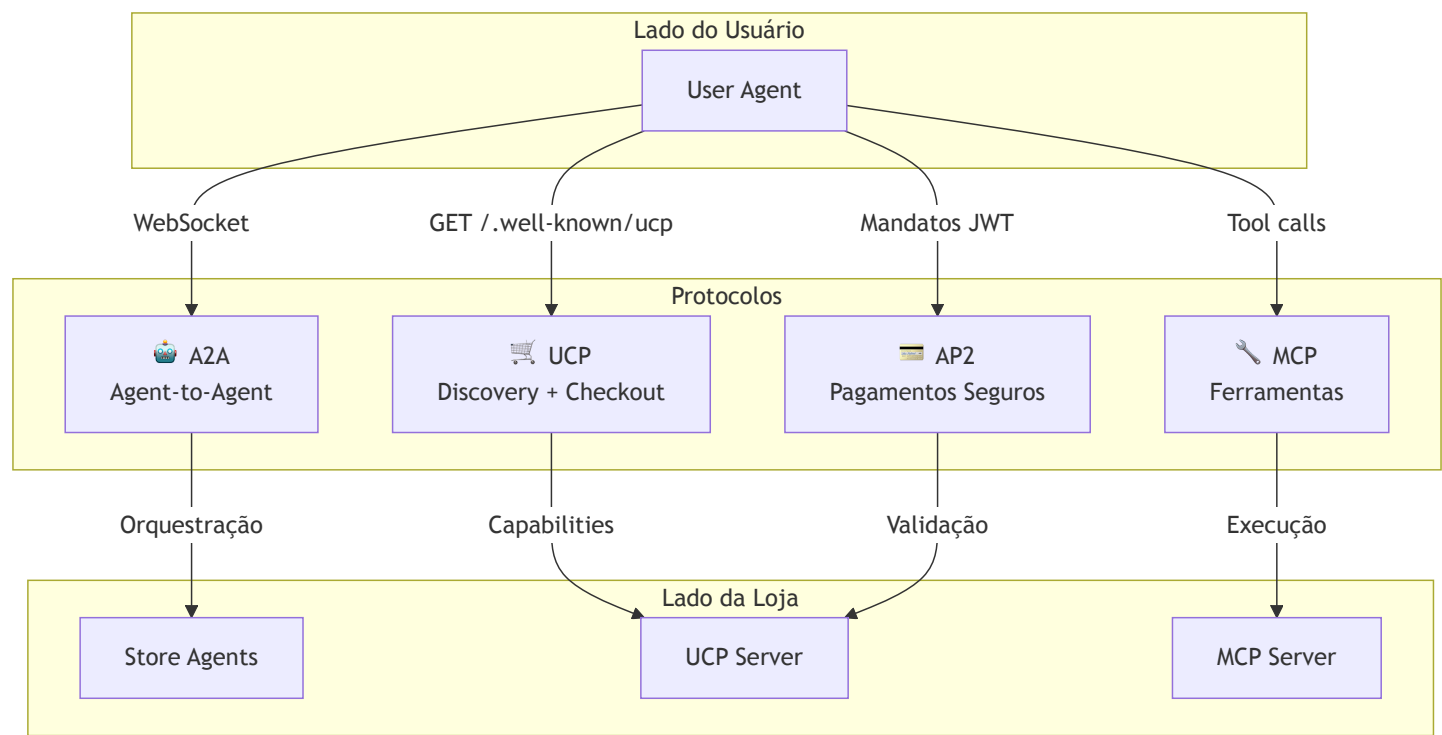 Lado do Usuário
User Agent
WebSocket
GET /.well-known/ucp
Mandatos JWT
Tool calls
Protocolos
🤖 A2A
Agent-to-Agent
🛒 UCP
Discovery + Checkout
💳 AP2
Pagamentos Seguros
🔧 MCP
Ferramentas
Orquestração
Capabilities
Validação
Execução
Lado da Loja
Store Agents
UCP Server
MCP Server